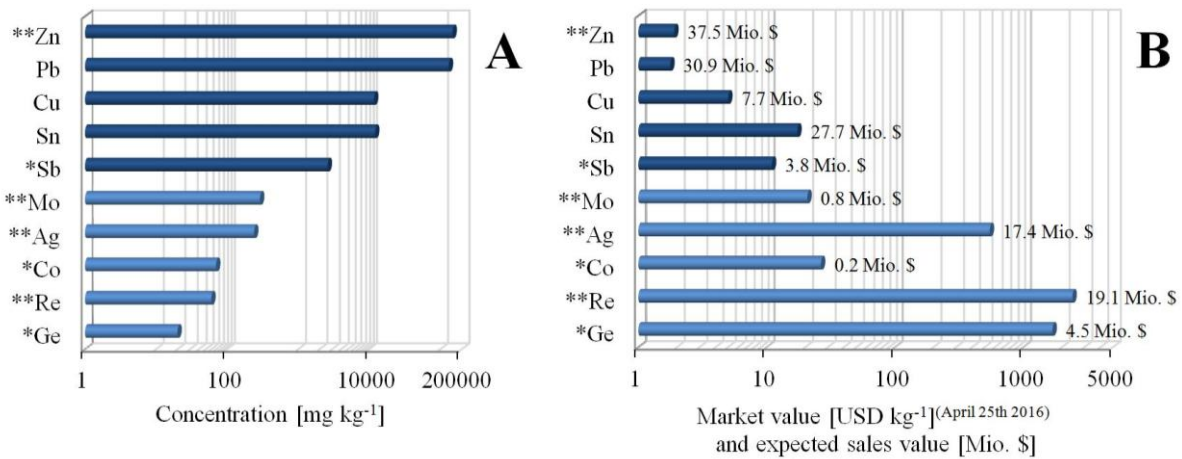 **Zn
Pb
Cu
Sn
*Sb
**Mo
**Ag
*Co
**Re
*Ge
A
1 100 10000 200000
Concentration [mg kg⁻¹]
**Zn 37.5 Mio. $
Pb 30.9 Mio. $
Cu 7.7 Mio. $
Sn 27.7 Mio. $
*Sb 3.8 Mio. $
**Mo 0.8 Mio. $
**Ag 17.4 Mio. $
*Co 0.2 Mio. $
**Re 19.1 Mio. $
*Ge 4.5 Mio. $
B
1 10 100 1000 5000
Market value [USD kg⁻¹](April 25th 2016)
and expected sales value [Mio. $]